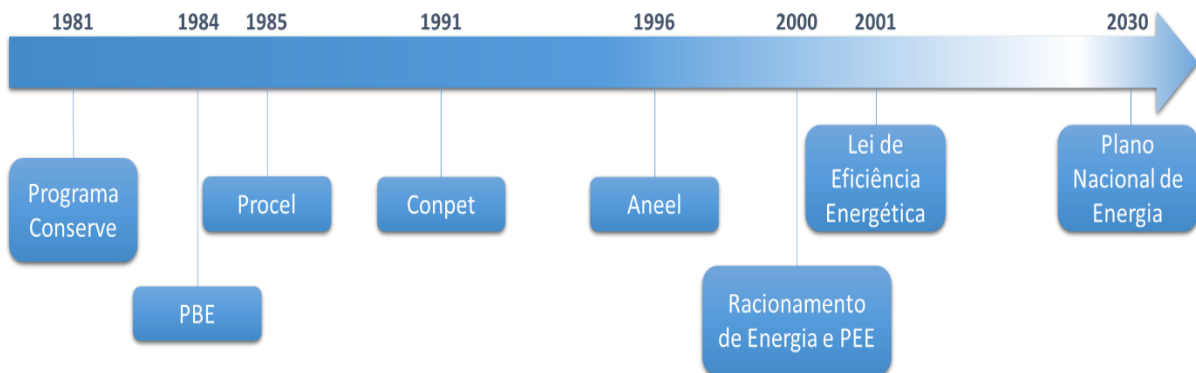 1981 1984 1985 1991 1996 2000 2001 2030
Programa
Conserve
PBE
Procel
Conpet
Aneel
Racionamento
de Energia e PEE
Lei de
Eficiência
Energética
Plano
Nacional de
Energia